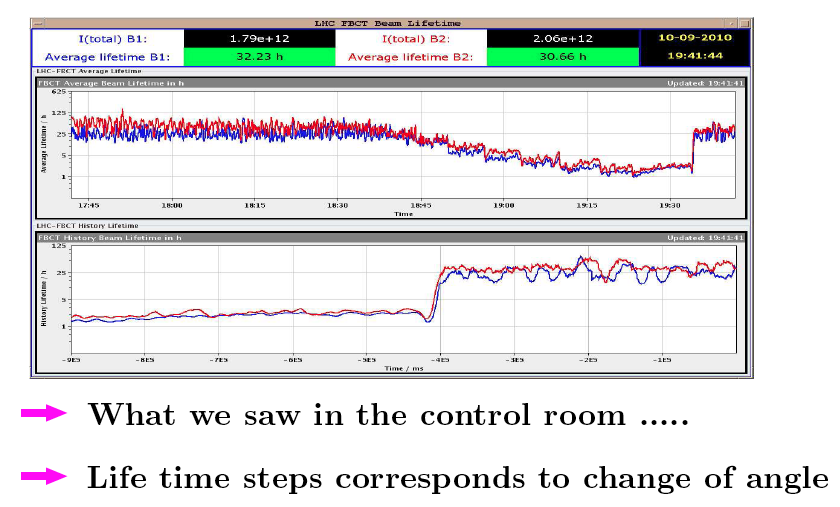 LHC FBCT Beam Lifetime
I(total) B1: 1.79e+12 I(total) B2: 2.06e+12 10-09-2010
Average lifetime B1: 32.23 h Average lifetime B2: 30.66 h 19:41:44
LHC-FBCT Average Lifetime
FBCT Average Beam Lifetime in h Updated: 19:41:41
Average Lifetime / h
625
125
25
5
1
17:45 18:00 18:15 18:30 18:45 19:00 19:15 19:30
Time
LHC-FBCT History Lifetime
FBCT History Beam Lifetime in h Updated: 19:41:41
History Lifetime / h
125
25
5
1
-9E5 -8E5 -7E5 -6E5 -5E5 -4E5 -3E5 -2E5 -1E5
Time / ms
What we saw in the control room .....
Life time steps corresponds to change of angle